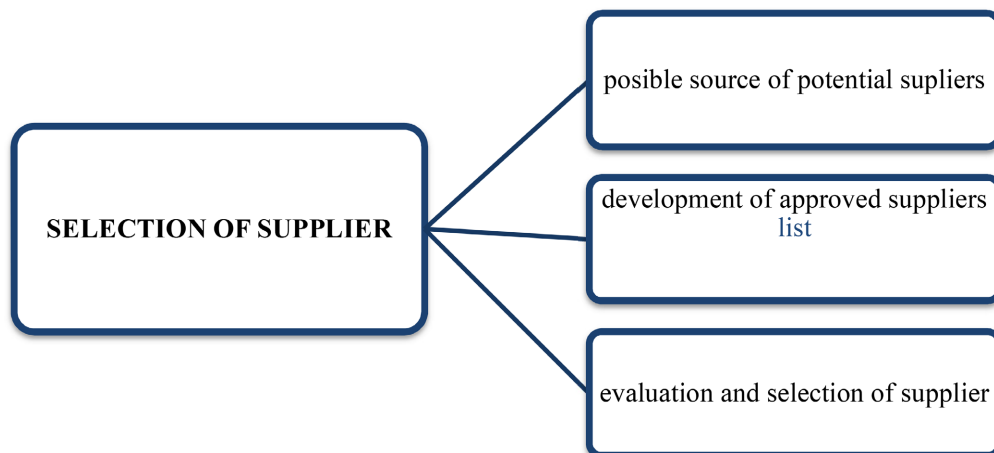 posible source of potential supliers
SELECTION OF SUPPLIER
development of approved suppliers
list
evaluation and selection of supplier